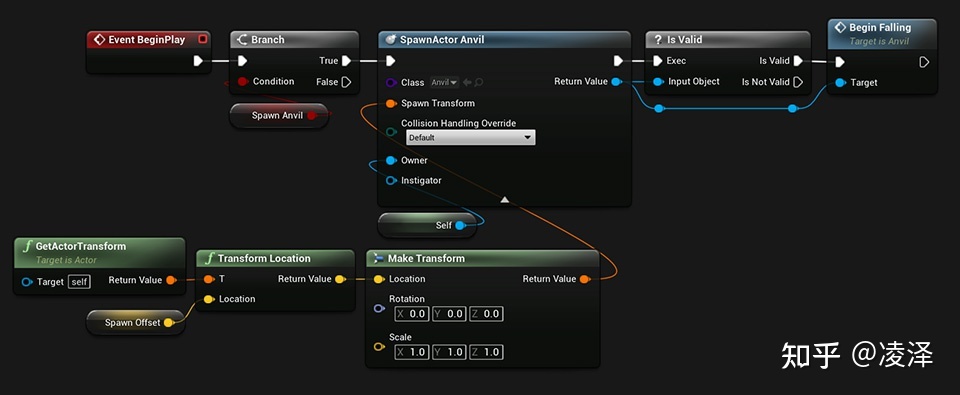 Event BeginPlay
Branch
True
Condition
False
Spawn Anvil
SpawnActor Anvil
Class
Anvil
Return Value
Spawn Transform
Collision Handling Override
Default
Owner
Instigator
Self
Is Valid
Exec
Is Valid
Input Object
Is Not Valid
Begin Falling
Target is Anvil
Target
GetActorTransform
Target is Actor
Target
self
Return Value
Spawn Offset
Transform Location
T
Return Value
Location
Make Transform
Location
Return Value
Rotation
X 0.0 Y 0.0 Z 0.0
Scale
X 1.0 Y 1.0 Z 1.0
知乎 @凌泽